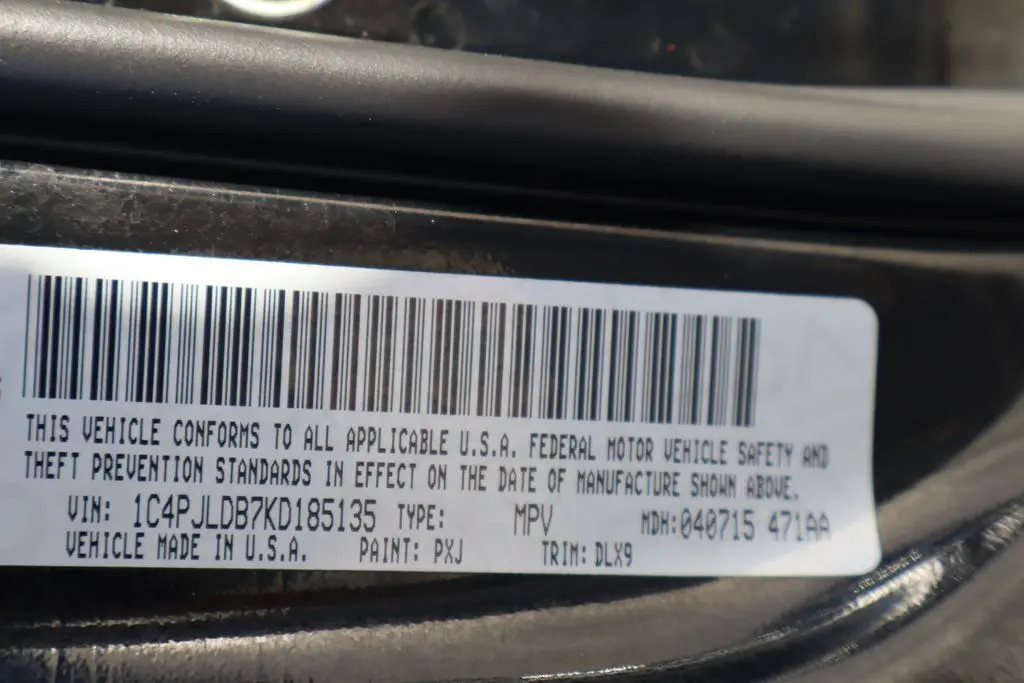 THIS VEHICLE CONFORMS TO ALL APPLICABLE U.S.A. FEDERAL MOTOR VEHICLE SAFETY AND
THEFT PREVENTION STANDARDS IN EFFECT ON THE DATE OF MANUFACTURE SHOWN ABOVE.
VIN: 1C4PJLDB7KD185135 TYPE: MPV MDH:040715 471AA
VEHICLE MADE IN U.S.A. PAINT: PXJ TRIM: DLX9